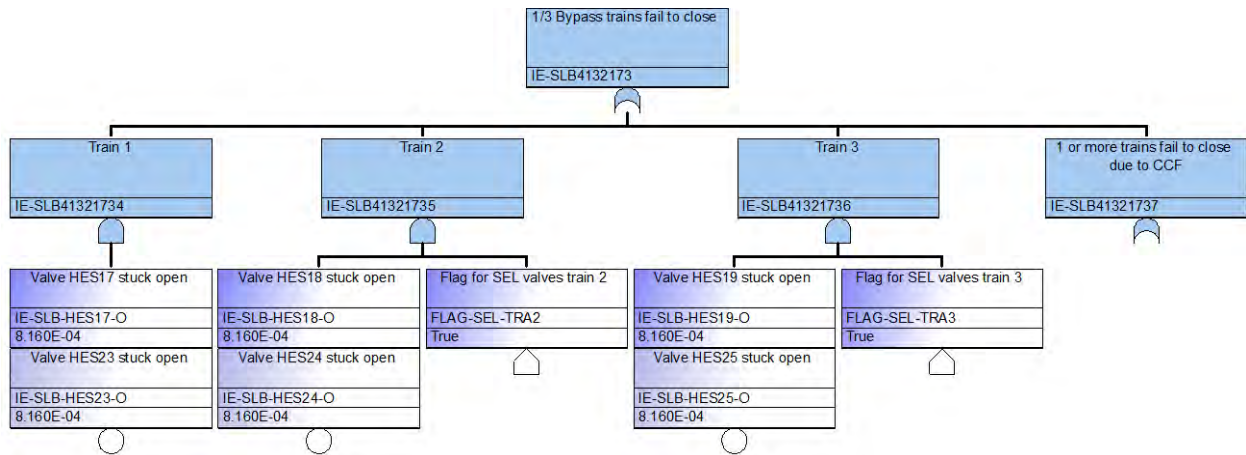 1/3 Bypass trains fail to close
IE-SLB4132173
Train 1
IE-SLB41321734
Train 2
IE-SLB41321735
Train 3
IE-SLB41321736
1 or more trains fail to close
due to CCF
IE-SLB41321737
Valve HES17 stuck open
IE-SLB-HES17-O
8.160E-04
Valve HES23 stuck open
IE-SLB-HES23-O
8.160E-04
Valve HES18 stuck open
IE-SLB-HES18-O
8.160E-04
Valve HES24 stuck open
IE-SLB-HES24-O
8.160E-04
Flag for SEL valves train 2
FLAG-SEL-TRA2
True
Valve HES19 stuck open
IE-SLB-HES19-O
8.160E-04
Valve HES25 stuck open
IE-SLB-HES25-O
8.160E-04
Flag for SEL valves train 3
FLAG-SEL-TRA3
True